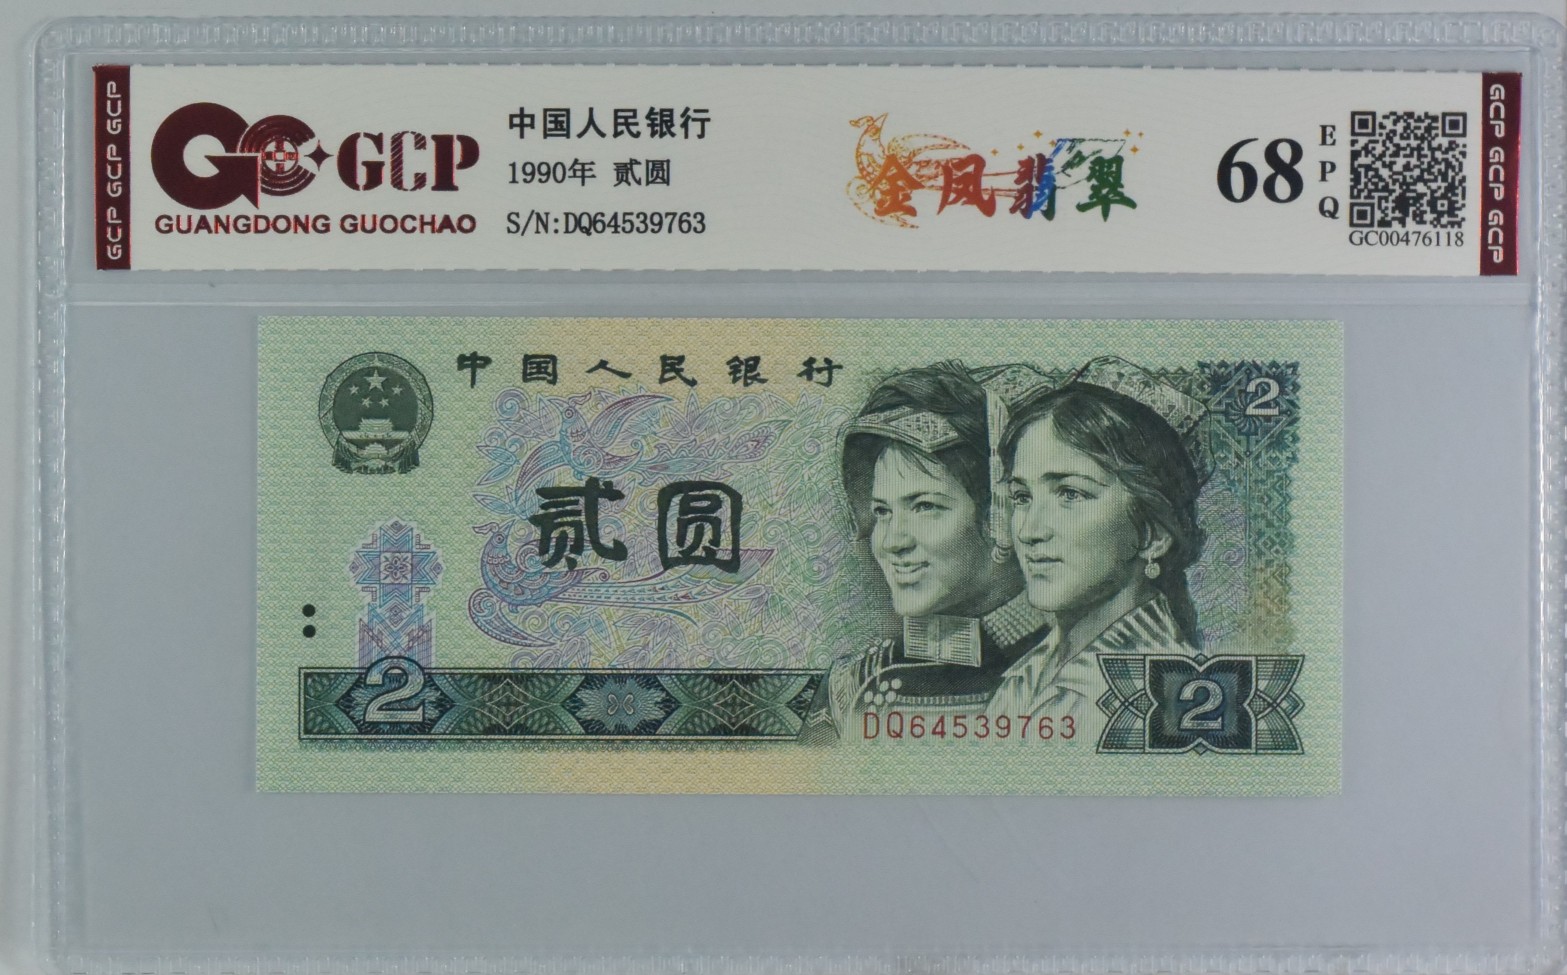 GCP GCP GCP
GCP
GUANGDONG GUOCHAO
中国人民银行
1990年 贰圆
S/N:DQ64539763
金凤翡翠
68
EPQ
GC00476118
GCP GCP GCP
中国人民银行
2
贰圆
2
DQ64539763
2